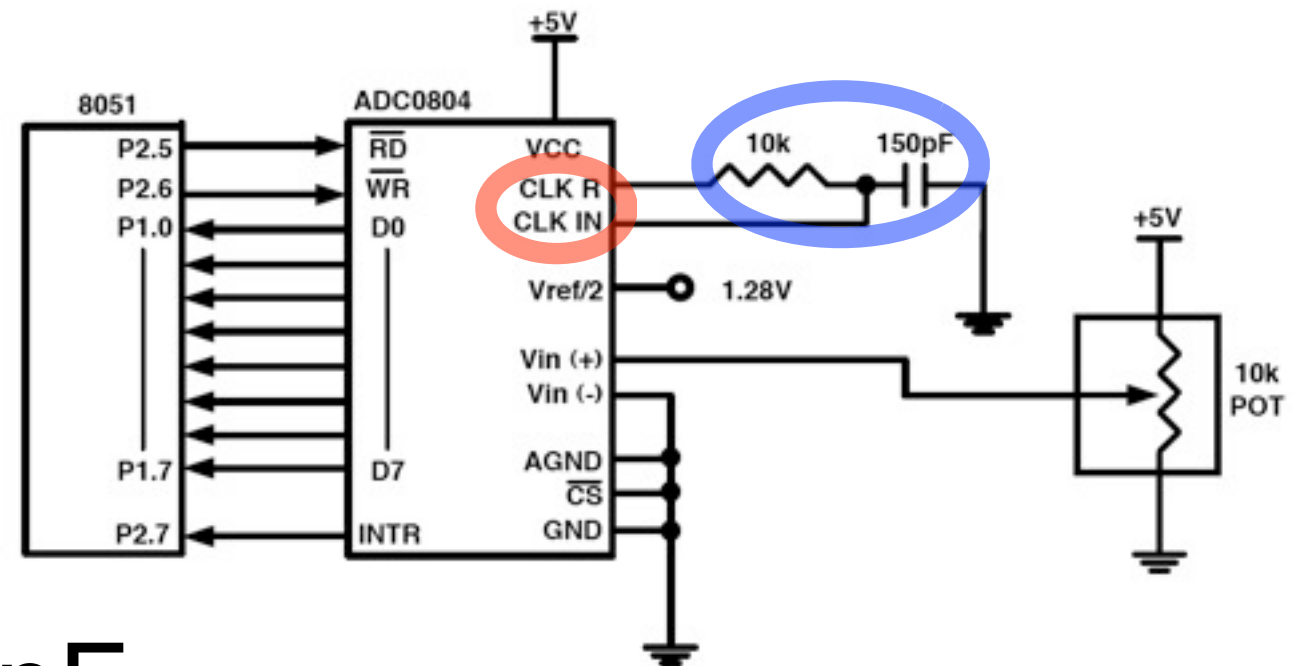 +5V
8051
ADC0804
P2.5
RD
VCC
10k
150pF
P2.6
WR
CLK R
P1.0
D0
CLK IN
+5V
Vref/2
1.28V
Vin (+)
Vin (-)
10k
POT
P1.7
D7
AGND
CS
GND
P2.7
INTR